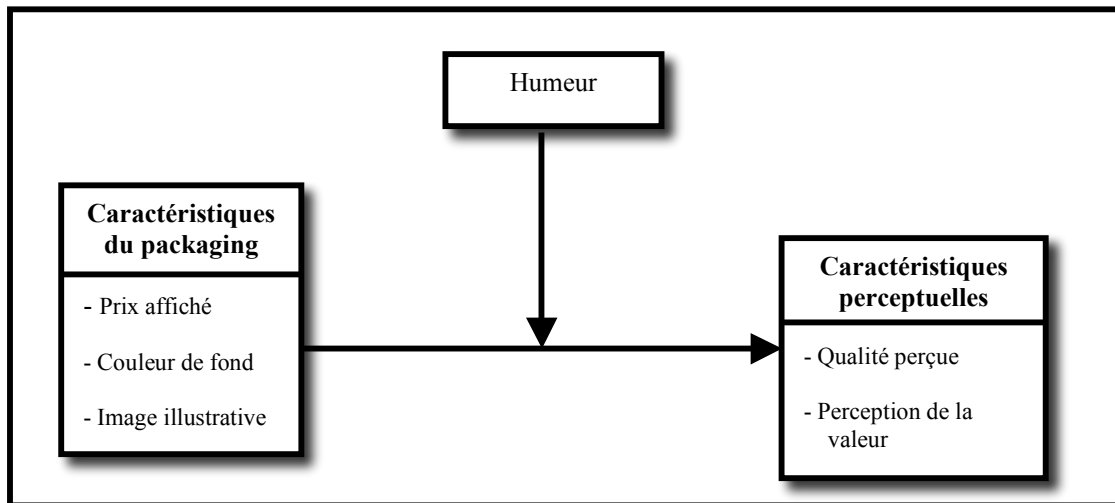 Humeur
Caractéristiques
du packaging
- Prix affiché
- Couleur de fond
- Image illustrative
Caractéristiques
perceptuelles
- Qualité perçue
- Perception de la
valeur